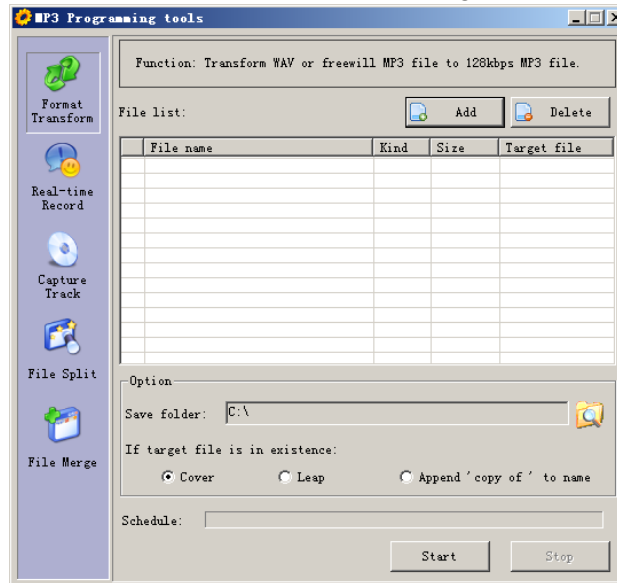 MP3 Programming tools
Format
Transform
Real-time
Record
Capture
Track
File Split
File Merge
Function: Transform WAV or freewill MP3 file to 128kbps MP3 file.
File list:
Add
Delete
File name
Kind
Size
Target file
Option
Save folder:
C:\
If target file is in existence:
Cover
Leap
Append 'copy of ' to name
Schedule:
Start
Stop